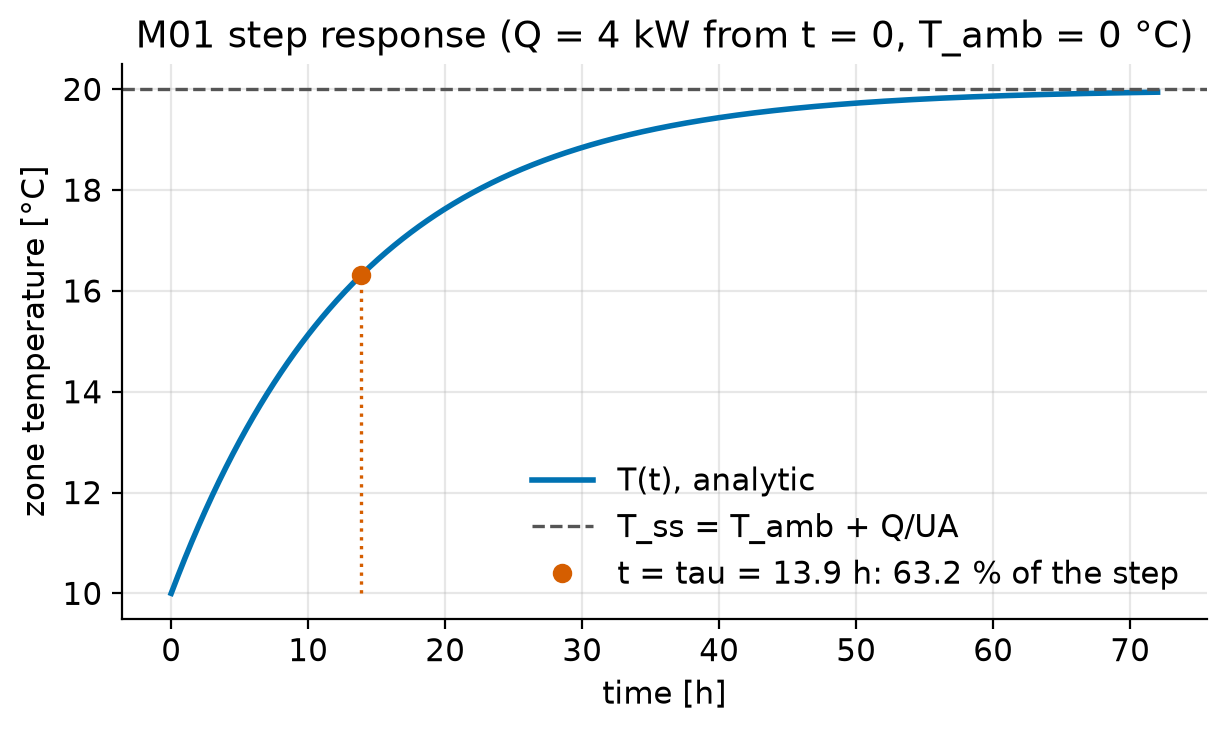 M01 step response (Q = 4 kW from t = 0, T_amb = 0 °C)
zone temperature [°C]
20
18
16
14
12
10
T(t), analytic
T_ss = T_amb + Q/UA
t = tau = 13.9 h: 63.2 % of the step
0 10 20 30 40 50 60 70
time [h]